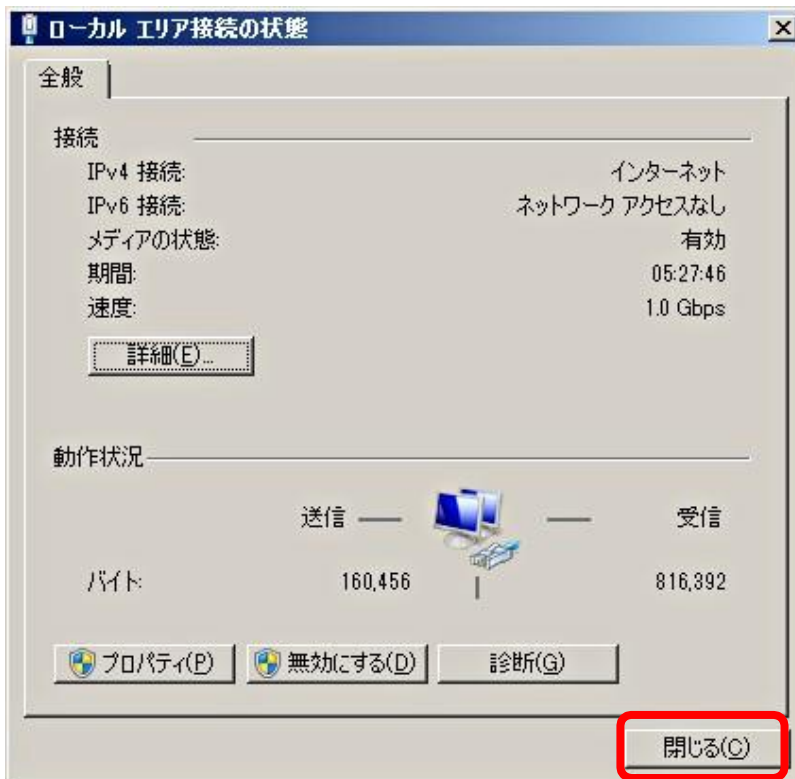 ローカル エリア接続の状態
全般
接続
IPv4 接続: インターネット
IPv6 接続: ネットワーク アクセスなし
メディアの状態: 有効
期間: 05:27:46
速度: 1.0 Gbps
詳細(E)...
動作状況
送信 受信
バイト: 160,456 816,392
プロパティ(P) 無効にする(D) 診断(G)
閉じる(C)